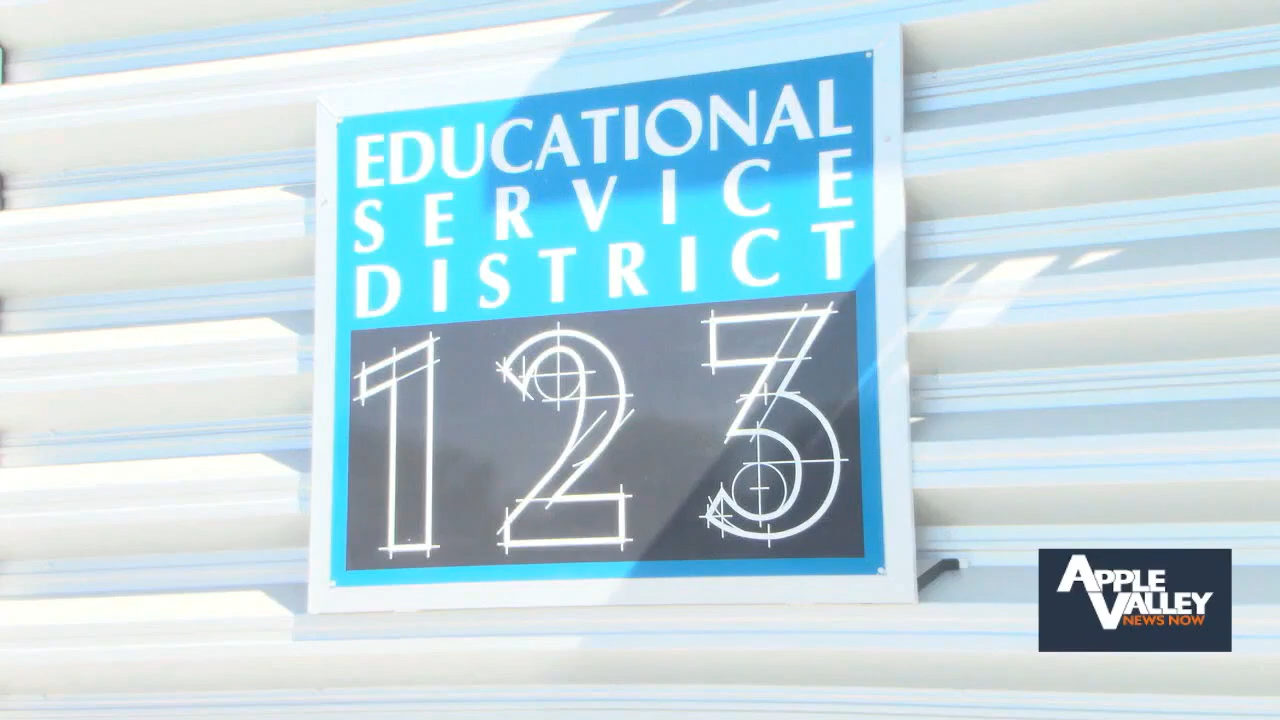 EDUCATIONAL
SERVICE
DISTRICT
123
APPLE
VALLEY
NEWS NOW